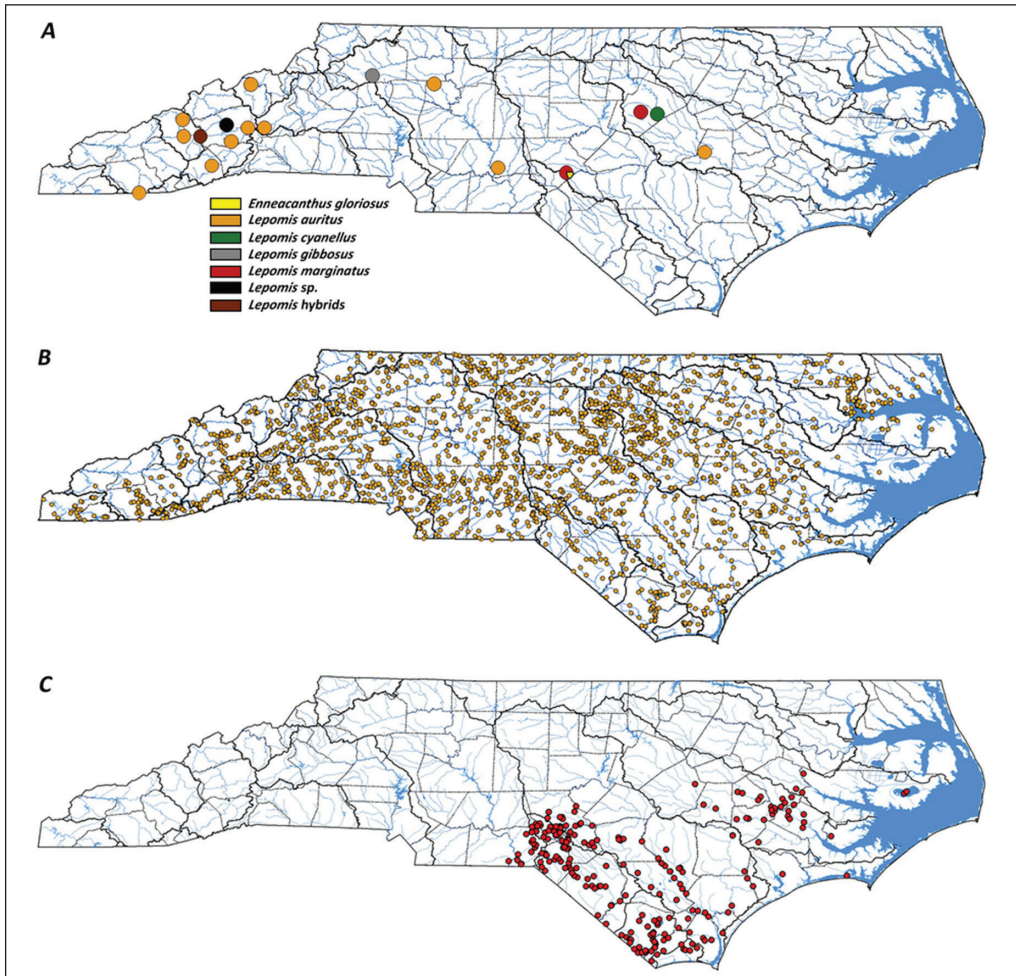 A
Enneacanthus gloriosus
Lepomis auritus
Lepomis cyanellus
Lepomis gibbosus
Lepomis marginatus
Lepomis sp.
Lepomis hybrids
B
C